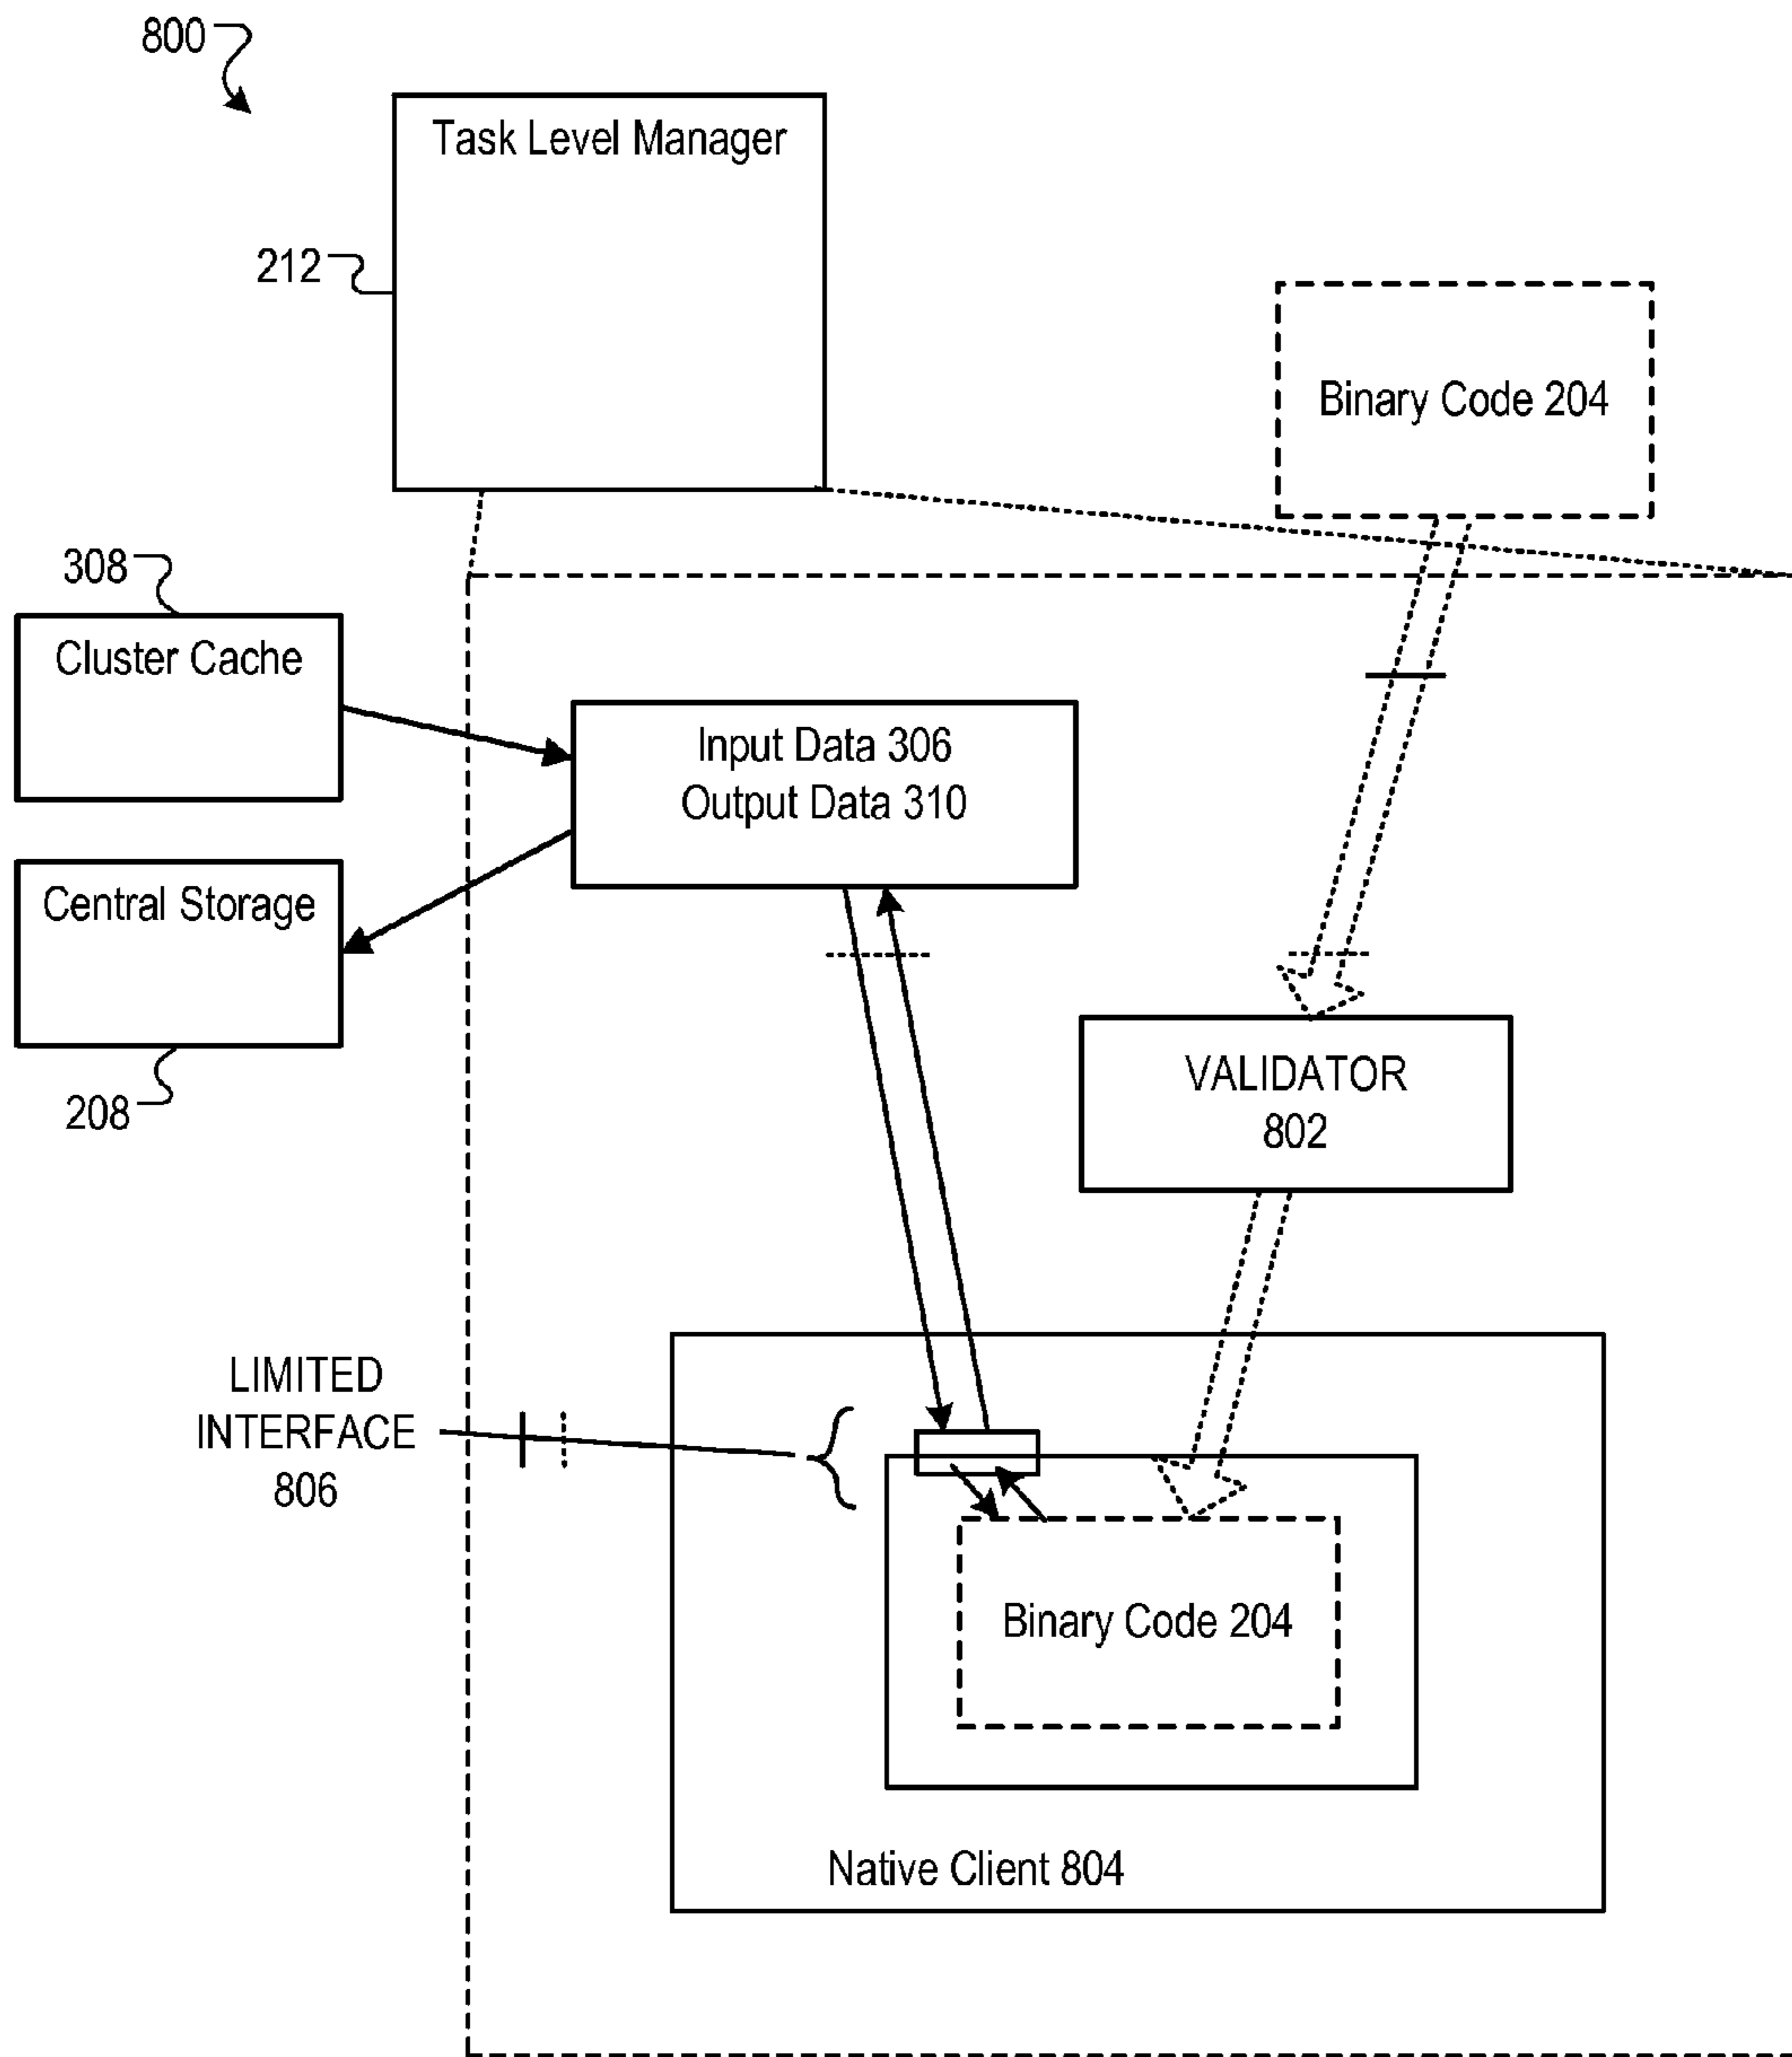 800
Task Level Manager
212
Binary Code 204
308
Cluster Cache
Input Data 306
Output Data 310
Central Storage
208
VALIDATOR
802
LIMITED
INTERFACE
806
Binary Code 204
Native Client 804